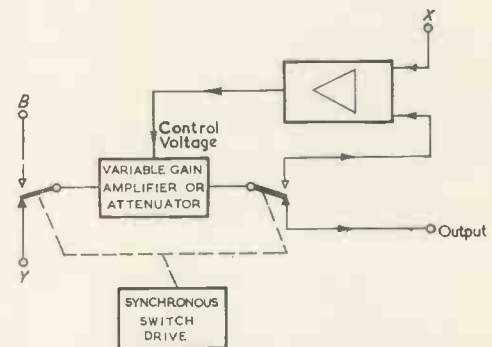 X
B
Control
Voltage
VARIABLE GAIN
AMPLIFIER OR
ATTENUATOR
Output
Y
SYNCHRONOUS
SWITCH
DRIVE